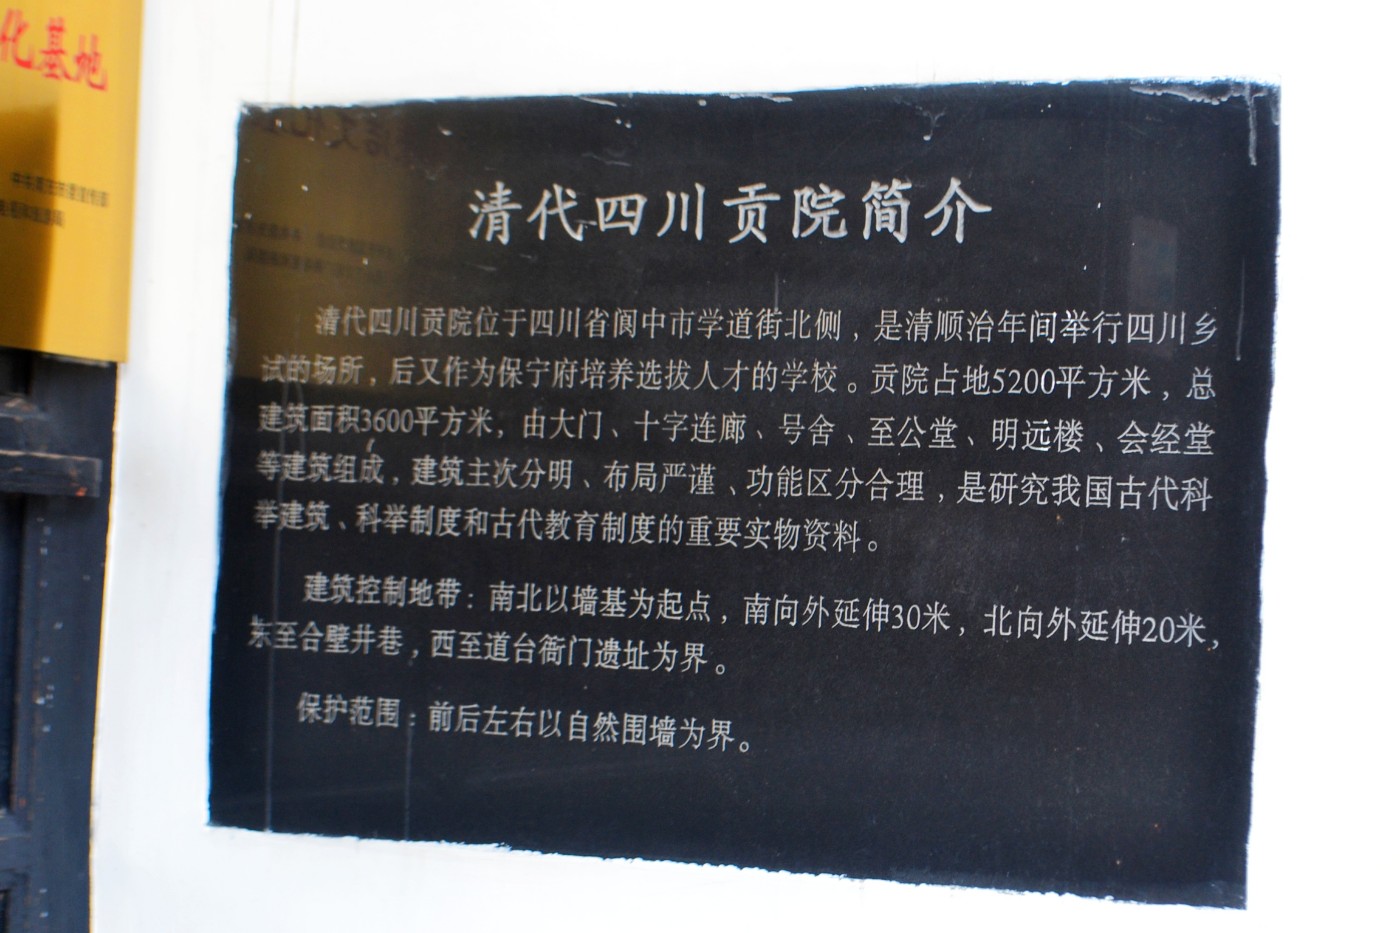 化基地
清代四川贡院简介
清代四川贡院位于四川省阆中市学道街北侧，是清顺治年间举行四川乡
试的场所，后又作为保宁府培养选拔人才的学校。贡院占地5200平方米，总
建筑面积3600平方米，由大门、十字连廊、号舍、至公堂、明远楼、会经堂
等建筑组成，建筑主次分明、布局严谨、功能区分合理，是研究我国古代科
举建筑、科举制度和古代教育制度的重要实物资料。
建筑控制地带：南北以墙基为起点，南向外延伸30米，北向外延伸20米，
东至合壁井巷，西至道台衙门遗址为界。
保护范围：前后左右以自然围墙为界。